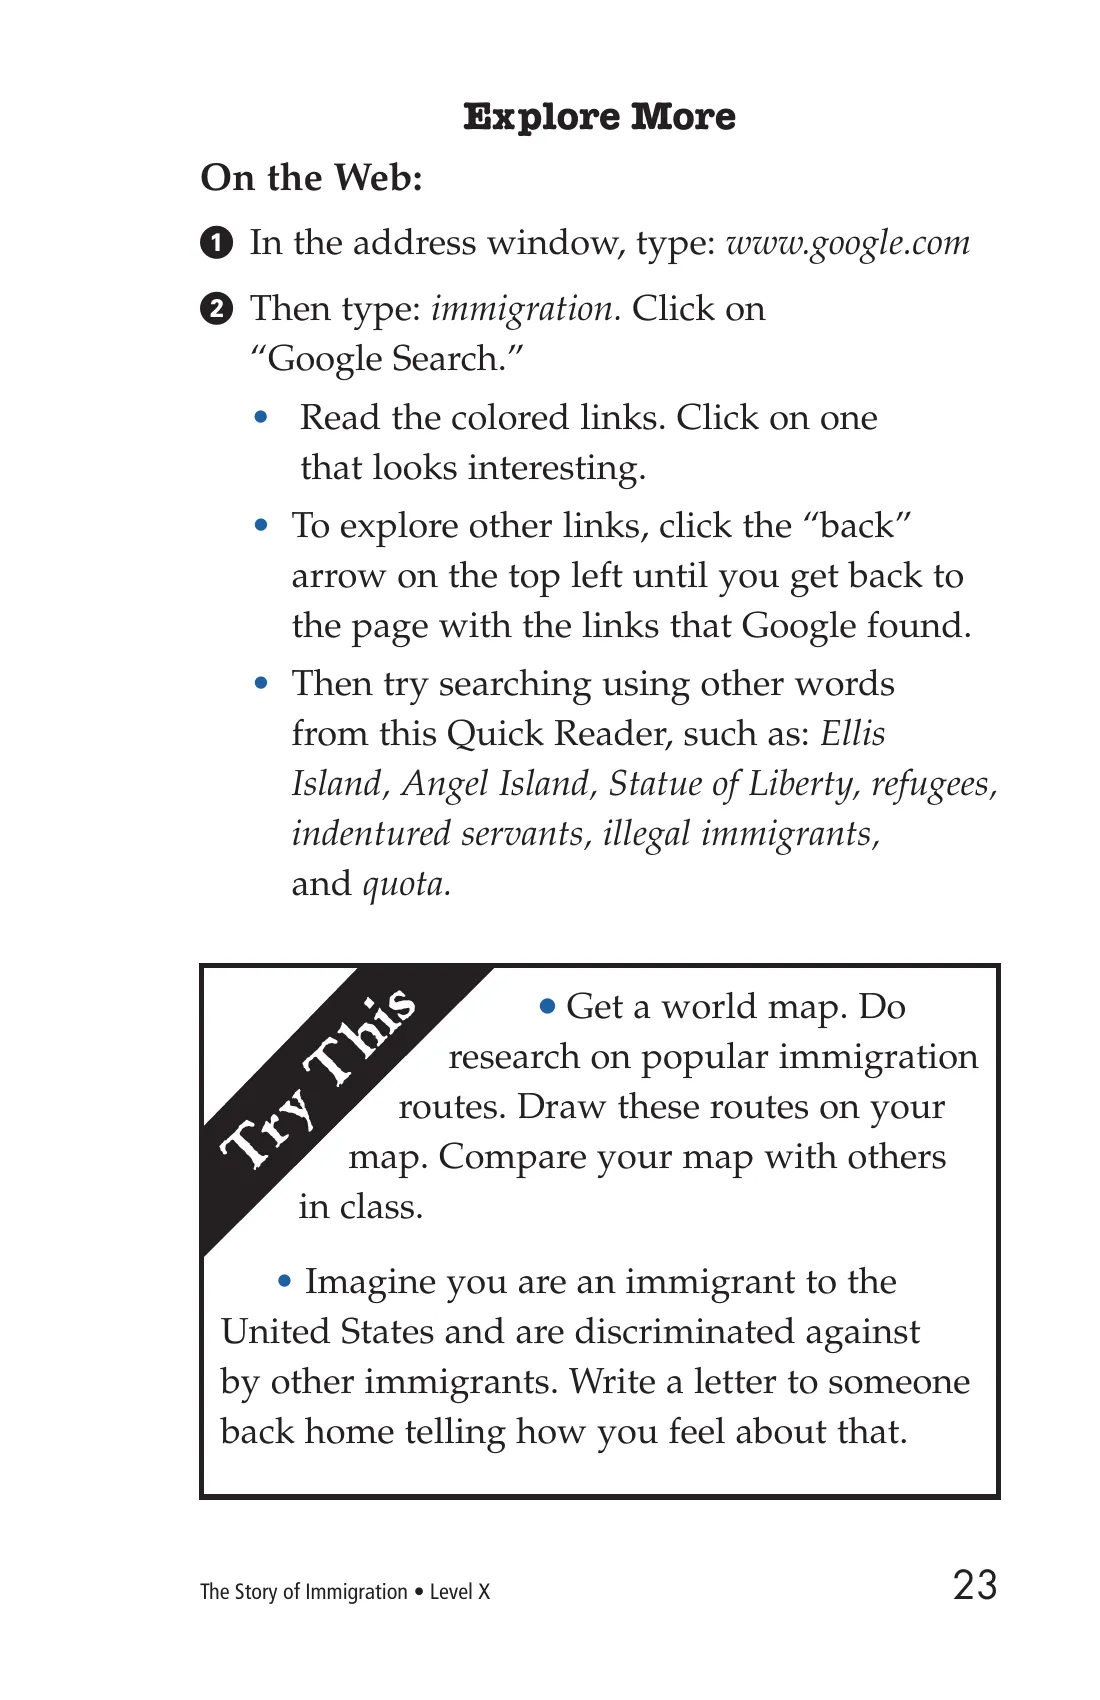 Explore More
On the Web:
1 In the address window, type: www.google.com
2 Then type: immigration. Click on
“Google Search.”
• Read the colored links. Click on one
that looks interesting.
• To explore other links, click the “back”
arrow on the top left until you get back to
the page with the links that Google found.
• Then try searching using other words
from this Quick Reader, such as: Ellis
Island, Angel Island, Statue of Liberty, refugees,
indentured servants, illegal immigrants,
and quota.
Try This
• Get a world map. Do
research on popular immigration
routes. Draw these routes on your
map. Compare your map with others
in class.
• Imagine you are an immigrant to the
United States and are discriminated against
by other immigrants. Write a letter to someone
back home telling how you feel about that.
The Story of Immigration • Level X
23